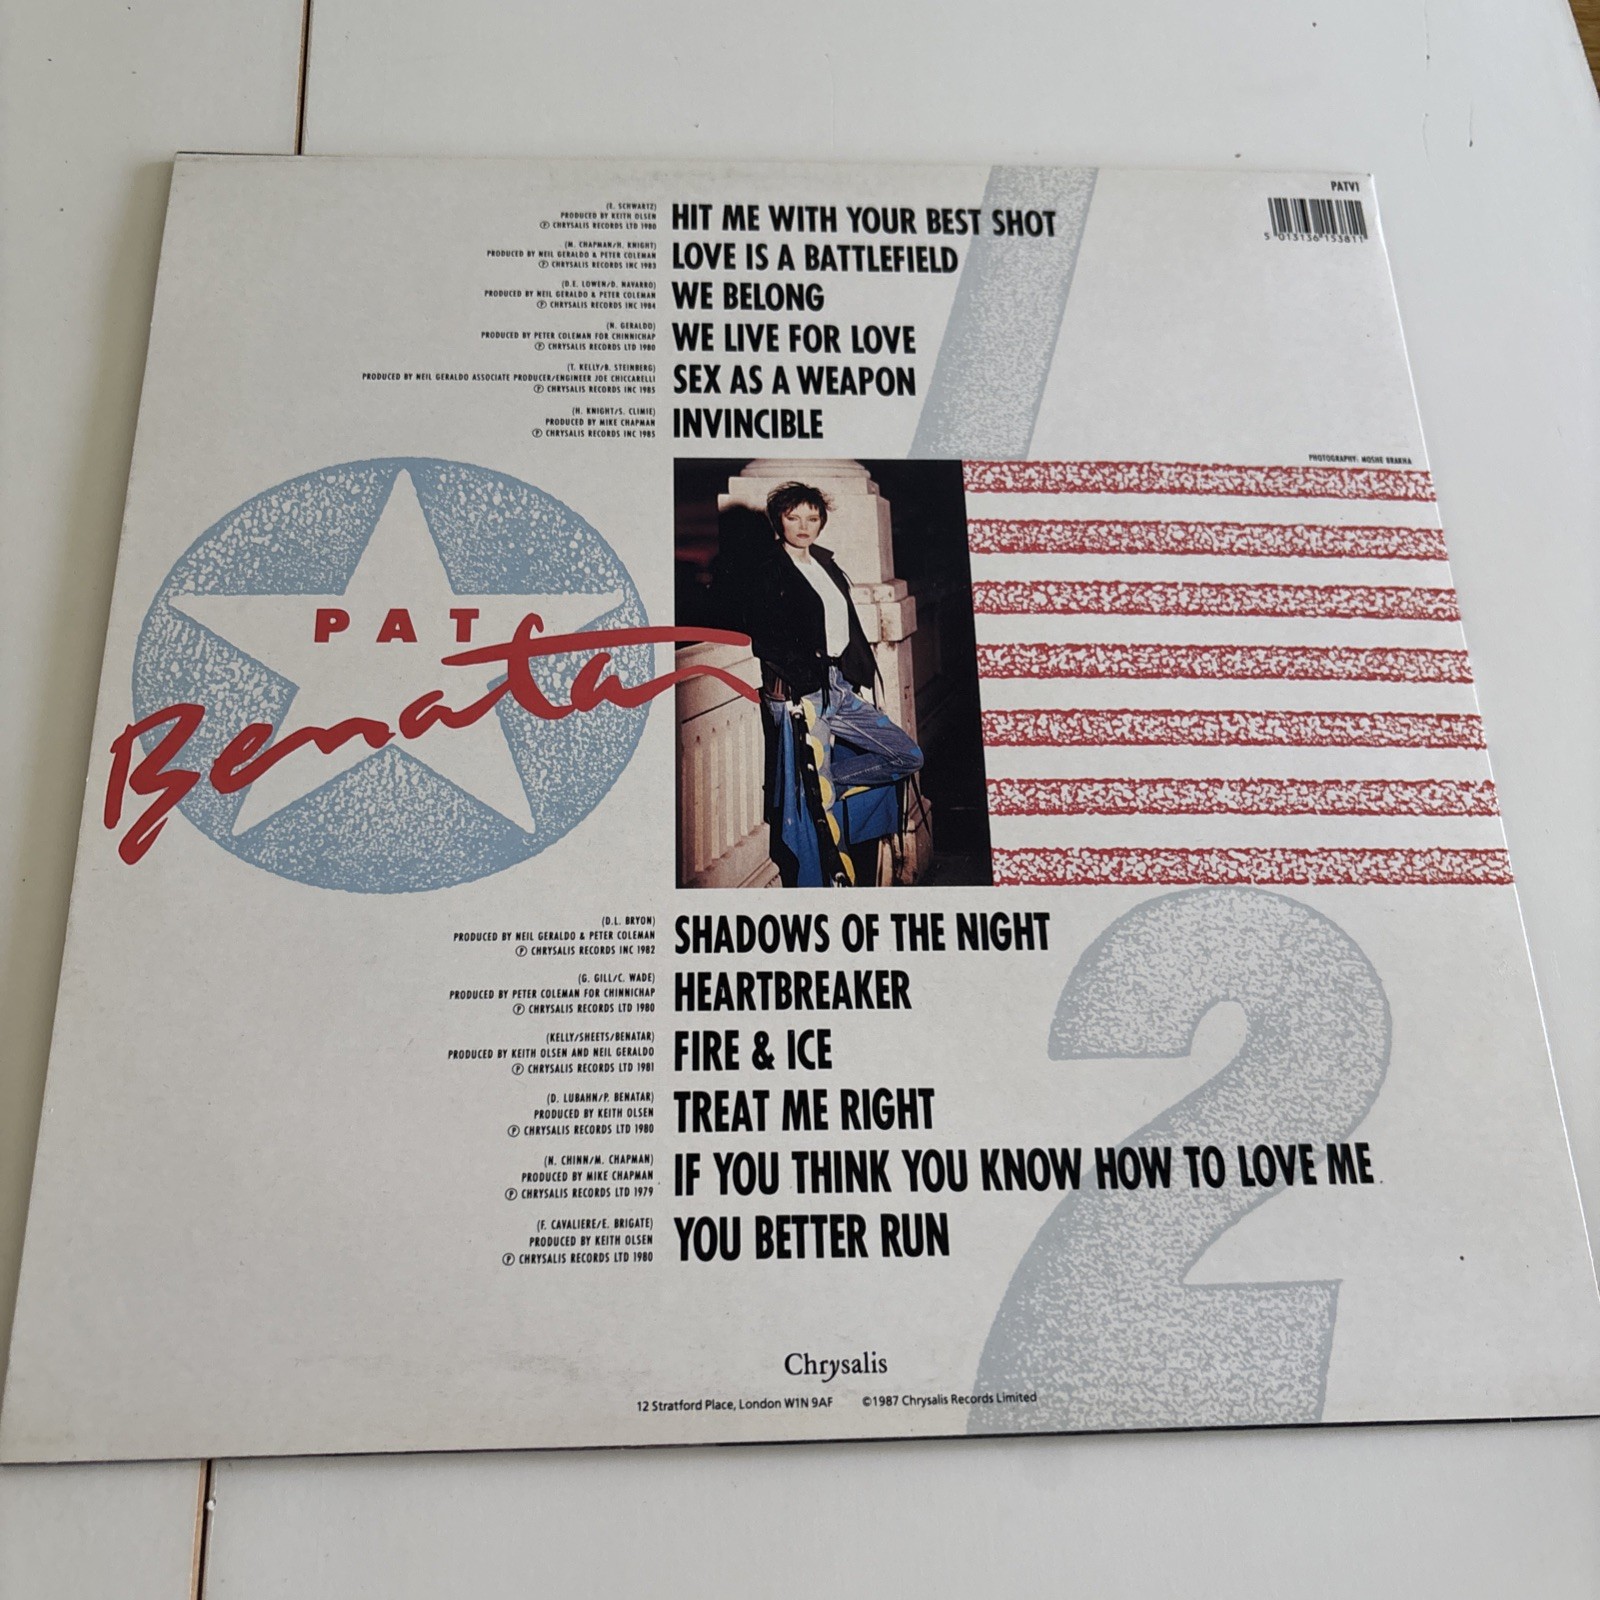 PATV1
5 013136 153811
(E. SCHWARTZ)
PRODUCED BY KEITH OLSEN
Ⓟ CHRYSALIS RECORDS LTD 1980
HIT ME WITH YOUR BEST SHOT
(M. CHAPMAN/H. KNIGHT)
PRODUCED BY NEIL GERALDO & PETER COLEMAN
Ⓟ CHRYSALIS RECORDS INC 1983
LOVE IS A BATTLEFIELD
(D.E. LOWEN/D. NAVARRO)
PRODUCED BY NEIL GERALDO & PETER COLEMAN
Ⓟ CHRYSALIS RECORDS INC 1984
WE BELONG
(N. GERALDO)
PRODUCED BY PETER COLEMAN FOR CHINNICHAP
Ⓟ CHRYSALIS RECORDS LTD 1980
WE LIVE FOR LOVE
(T. KELLY/B. STEINBERG)
PRODUCED BY NEIL GERALDO ASSOCIATE PRODUCER/ENGINEER JOE CHICCARELLI
Ⓟ CHRYSALIS RECORDS INC 1985
SEX AS A WEAPON
(H. KNIGHT/S. CLIMIE)
PRODUCED BY MIKE CHAPMAN
Ⓟ CHRYSALIS RECORDS INC 1985
INVINCIBLE
1
PHOTOGRAPHY: MOSHE BRAKHA
PAT
Benatar
(D.L. BRYON)
PRODUCED BY NEIL GERALDO & PETER COLEMAN
Ⓟ CHRYSALIS RECORDS INC 1982
SHADOWS OF THE NIGHT
(G. GILL/C. WADE)
PRODUCED BY PETER COLEMAN FOR CHINNICHAP
Ⓟ CHRYSALIS RECORDS LTD 1980
HEARTBREAKER
(KELLY/SHEETS/BENATAR)
PRODUCED BY KEITH OLSEN AND NEIL GERALDO
Ⓟ CHRYSALIS RECORDS LTD 1981
FIRE & ICE
(D. LUBAHN/P. BENATAR)
PRODUCED BY KEITH OLSEN
Ⓟ CHRYSALIS RECORDS LTD 1980
TREAT ME RIGHT
(N. CHINN/M. CHAPMAN)
PRODUCED BY MIKE CHAPMAN
Ⓟ CHRYSALIS RECORDS LTD 1979
IF YOU THINK YOU KNOW HOW TO LOVE ME
(F. CAVALIERE/E. BRIGATE)
PRODUCED BY KEITH OLSEN
Ⓟ CHRYSALIS RECORDS LTD 1980
YOU BETTER RUN
2
Chrysalis
12 Stratford Place, London W1N 9AF ©1987 Chrysalis Records Limited